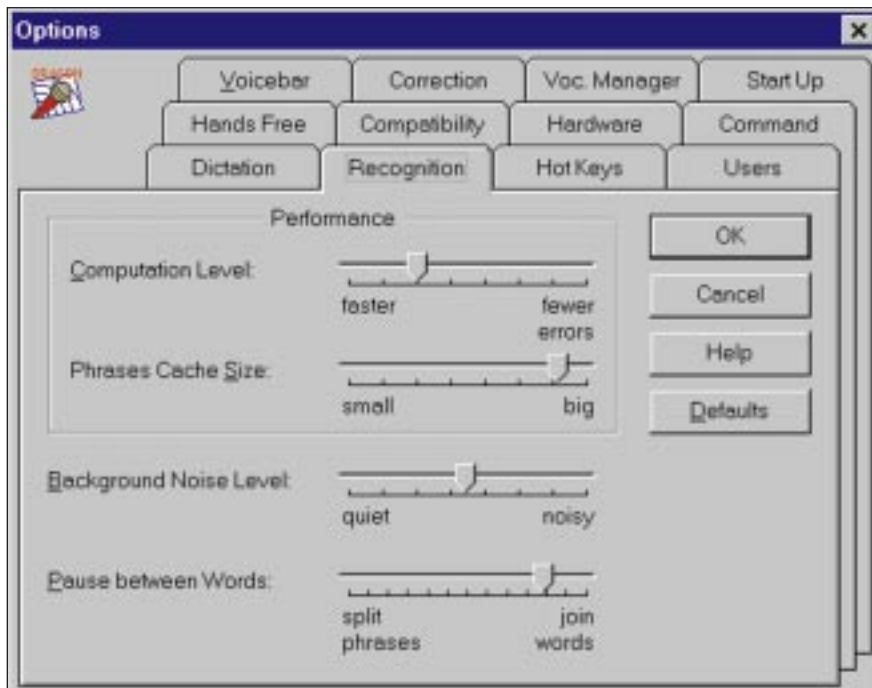 Options
DRAGON
Voicebar Correction Voc. Manager Start Up
Hands Free Compatibility Hardware Command
Dictation Recognition Hot Keys Users
Performance
OK
Computation Level:
faster fewer
errors
Cancel
Phrases Cache Size:
small big
Help
Defaults
Background Noise Level:
quiet noisy
Pause between Words:
split join
phrases words